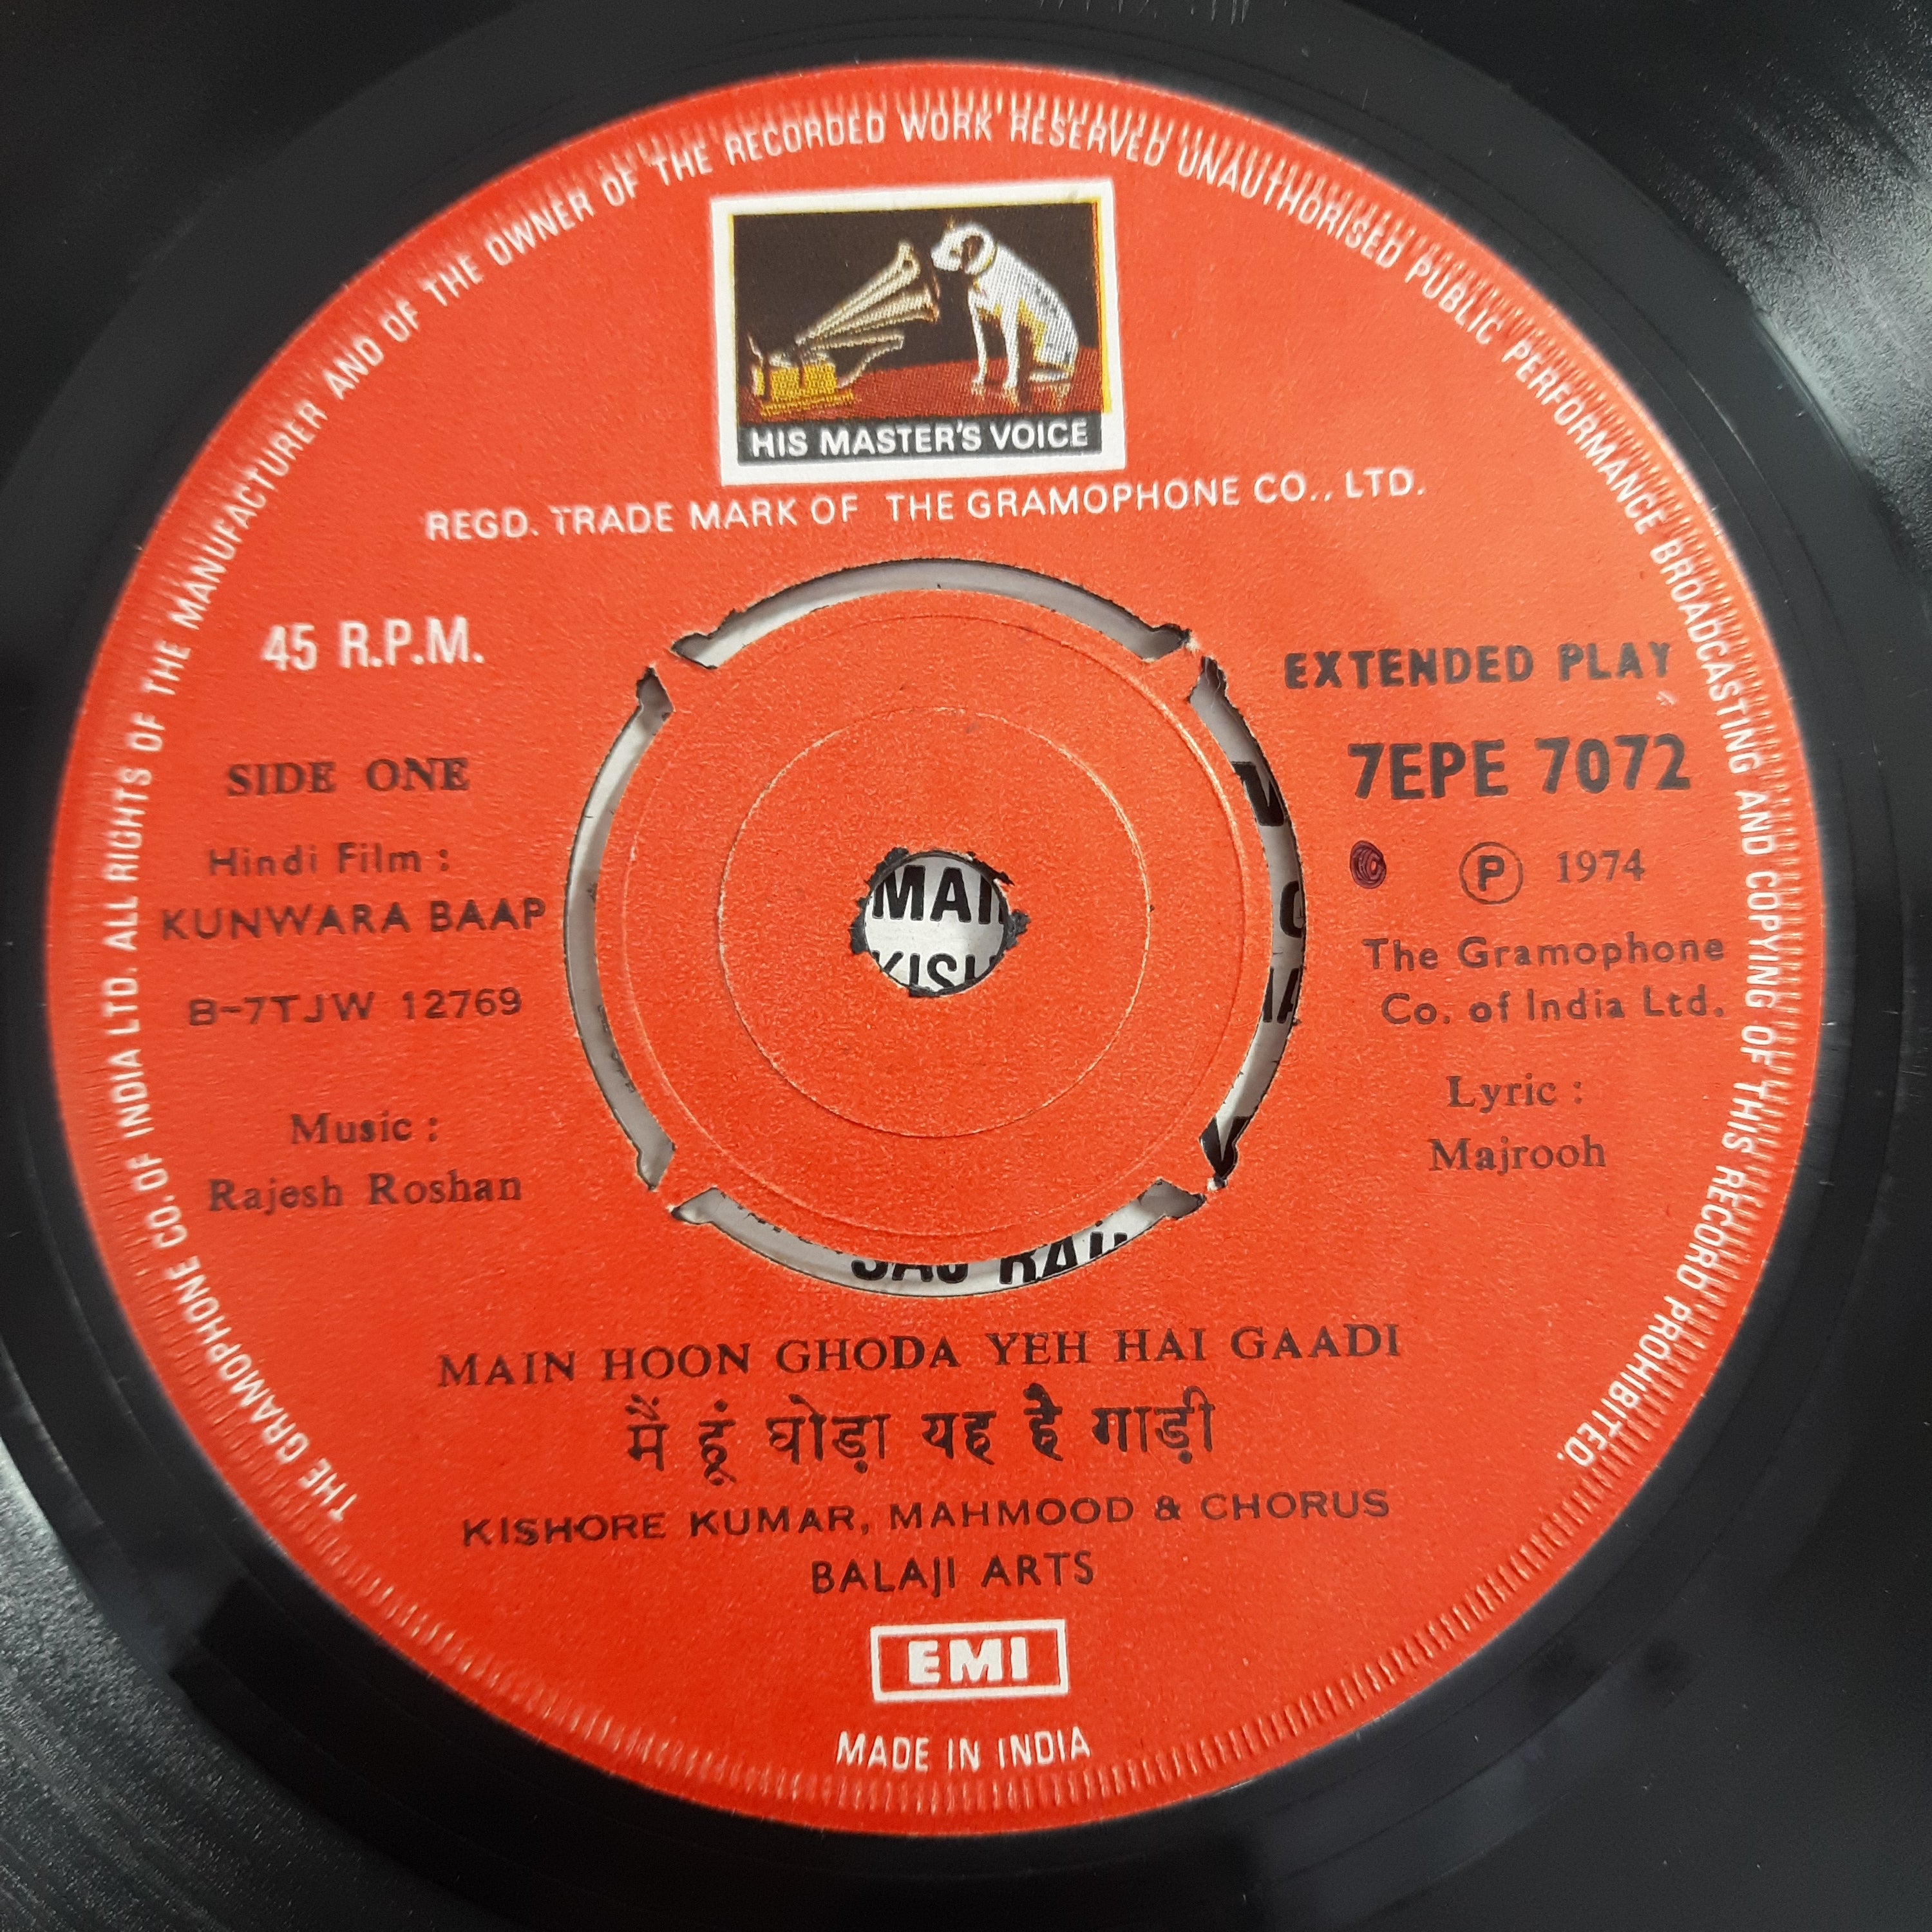 THE GRAMOPHONE CO. OF INDIA LTD. ALL RIGHTS OF THE MANUFACTURER AND OF THE OWNER OF THE RECORDED WORK RESERVED UNAUTHORISED PUBLIC PERFORMANCE BROADCASTING AND COPYING OF THIS RECORD PROHIBITED.
HIS MASTER'S VOICE
REGD. TRADE MARK OF THE GRAMOPHONE CO., LTD.
45 R.P.M.
SIDE ONE
Hindi Film :
KUNWARA BAAP
B-7TJW 12769
Music :
Rajesh Roshan
EXTENDED PLAY
7EPE 7072
Ⓟ 1974
The Gramophone
Co. of India Ltd.
Lyric :
Majrooh
MAIN HOON GHODA YEH HAI GAADI
मैं हूं घोड़ा यह है गाड़ी
KISHORE KUMAR, MAHMOOD & CHORUS
BALAJI ARTS
EMI
MADE IN INDIA